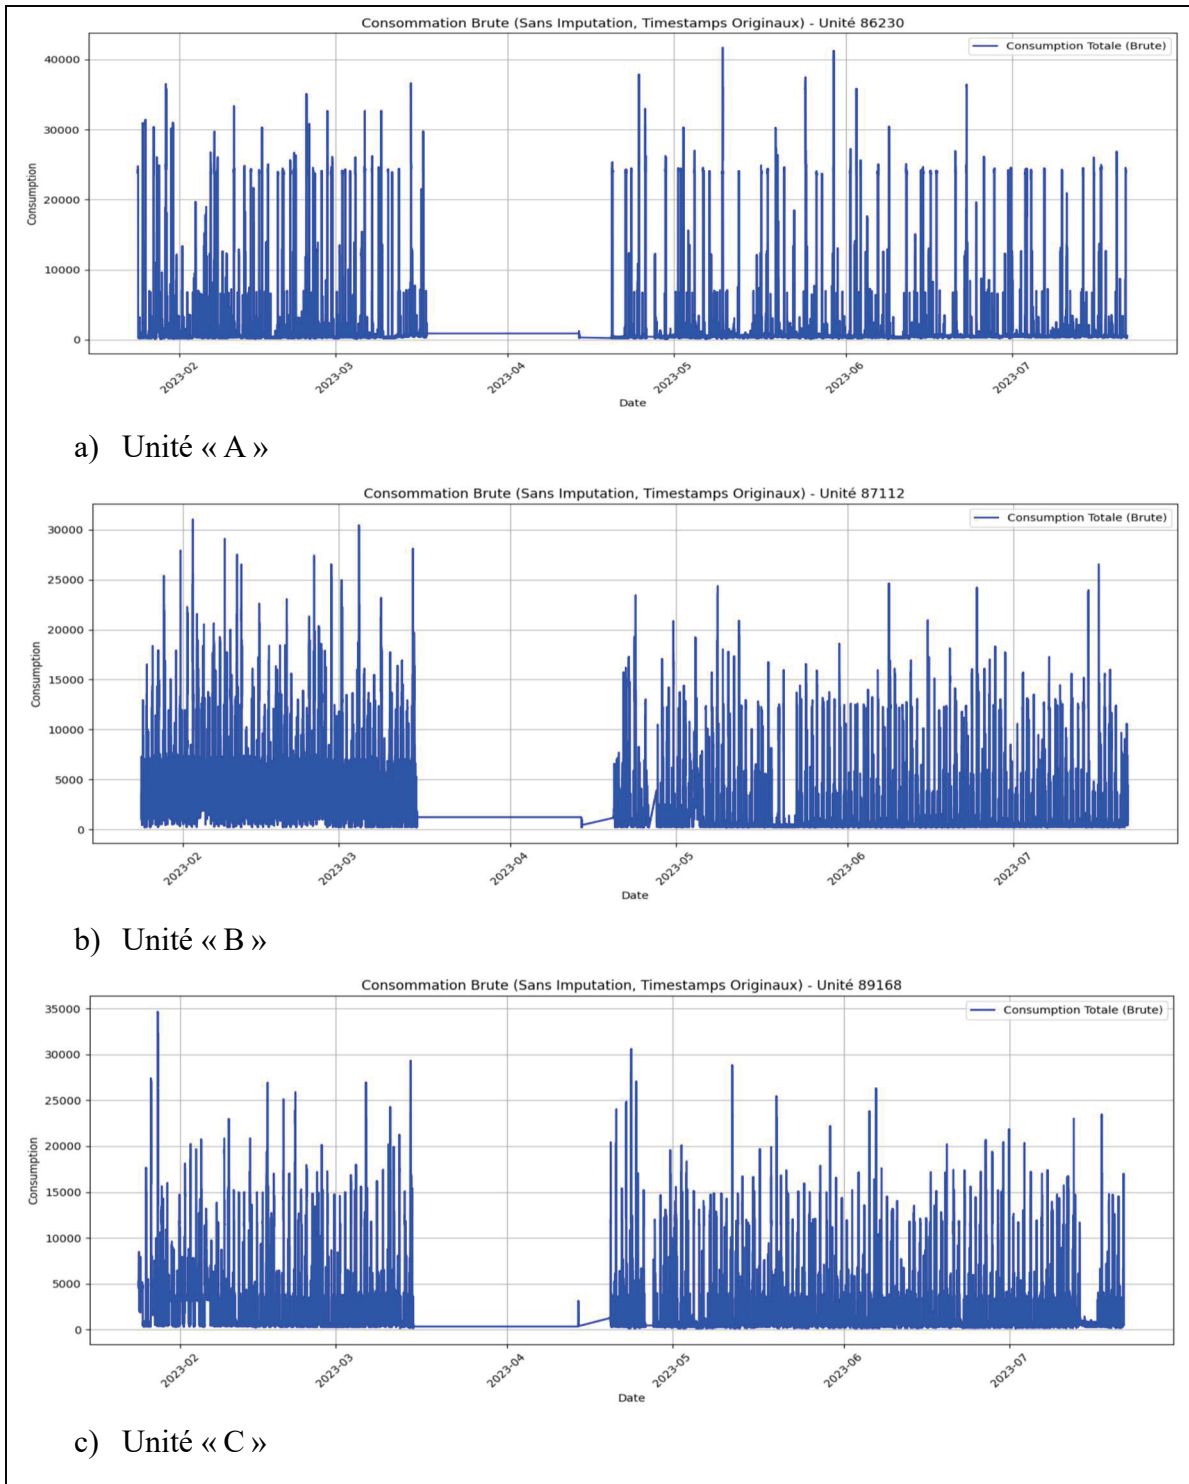 Consommation Brute (Sans Imputation, Timestamps Originaux) - Unité 86230
Consumption Totale (Brute)
40000
30000
20000
10000
0
Consumption
2023-02
2023-03
2023-04
2023-05
2023-06
2023-07
Date
a) Unité « A »
Consommation Brute (Sans Imputation, Timestamps Originaux) - Unité 87112
Consumption Totale (Brute)
30000
25000
20000
15000
10000
5000
0
Consumption
2023-02
2023-03
2023-04
2023-05
2023-06
2023-07
Date
b) Unité « B »
Consommation Brute (Sans Imputation, Timestamps Originaux) - Unité 89168
Consumption Totale (Brute)
35000
30000
25000
20000
15000
10000
5000
0
Consumption
2023-02
2023-03
2023-04
2023-05
2023-06
2023-07
Date
c) Unité « C »